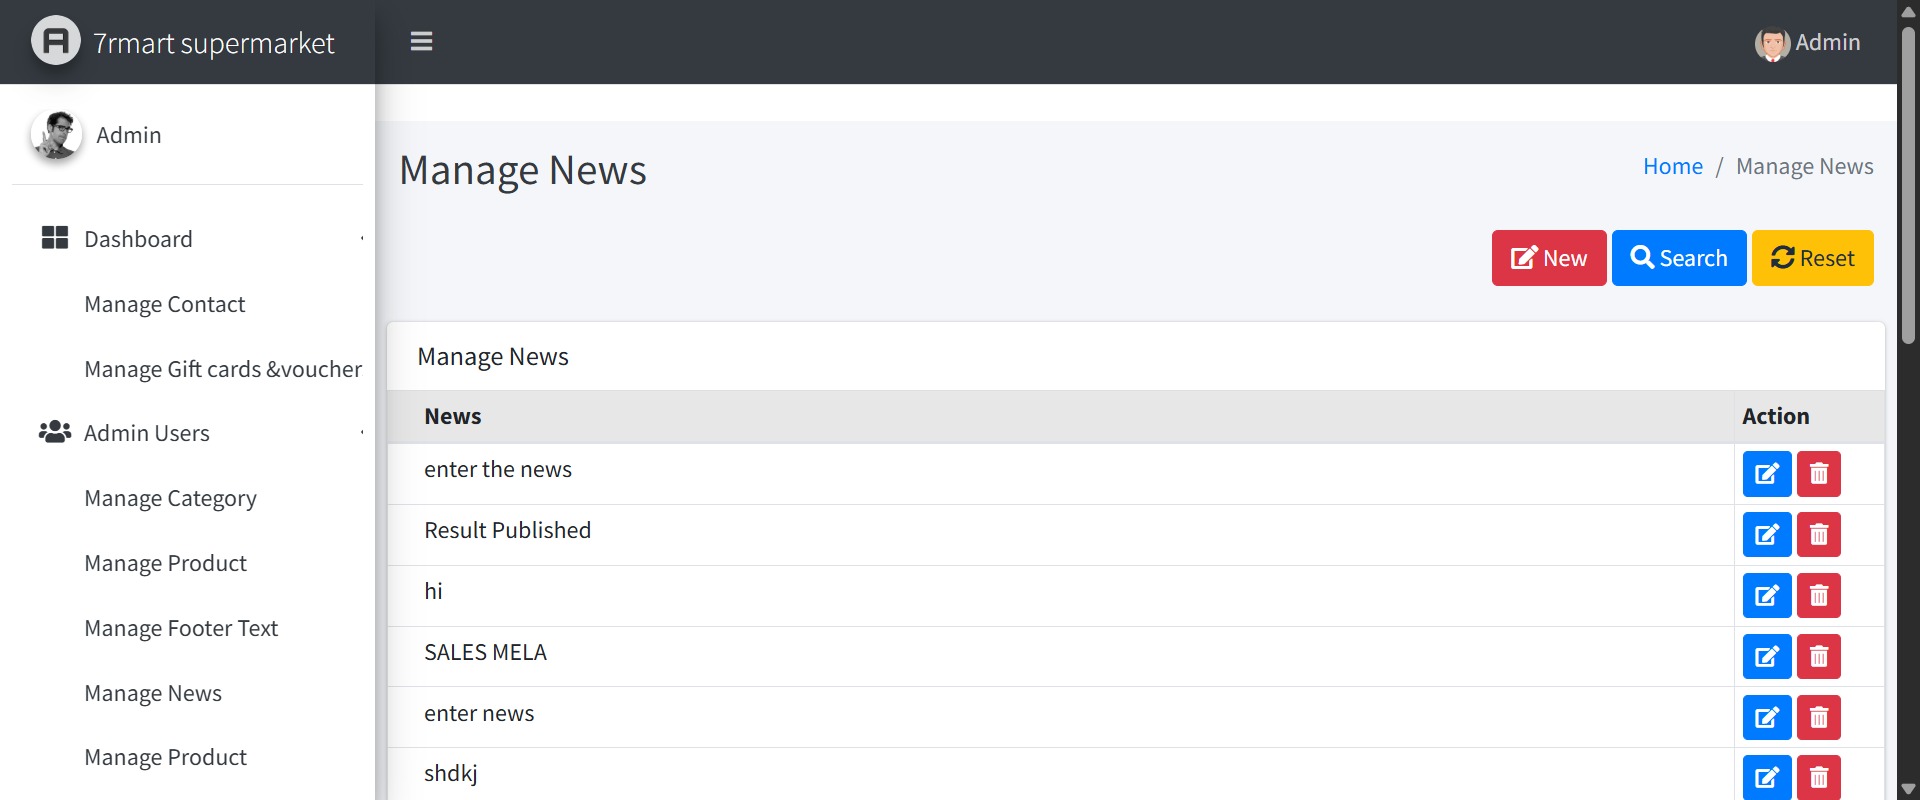 7rmart supermarket
Admin
Admin
Dashboard
Manage Contact
Manage Gift cards &voucher
Admin Users
Manage Category
Manage Product
Manage Footer Text
Manage News
Manage Product
Manage News
Home / Manage News
New
Search
Reset
Manage News
News
Action
enter the news
Result Published
hi
SALES MELA
enter news
shdkj